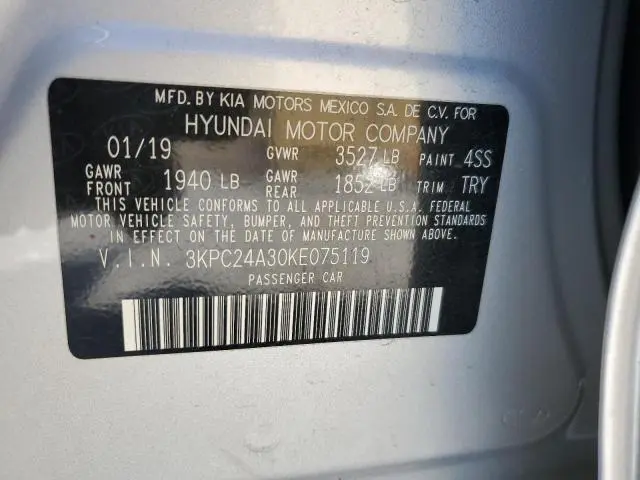 MFD. BY KIA MOTORS MEXICO S.A. DE C.V. FOR
HYUNDAI MOTOR COMPANY
01/19 GVWR 3527 LB PAINT 4SS
GAWR FRONT 1940 LB GAWR REAR 1852 LB TRIM TRY
THIS VEHICLE CONFORMS TO ALL APPLICABLE U.S.A. FEDERAL
MOTOR VEHICLE SAFETY, BUMPER, AND THEFT PREVENTION STANDARDS
IN EFFECT ON THE DATE OF MANUFACTURE SHOWN ABOVE.
V.I.N. 3KPC24A30KE075119
PASSENGER CAR